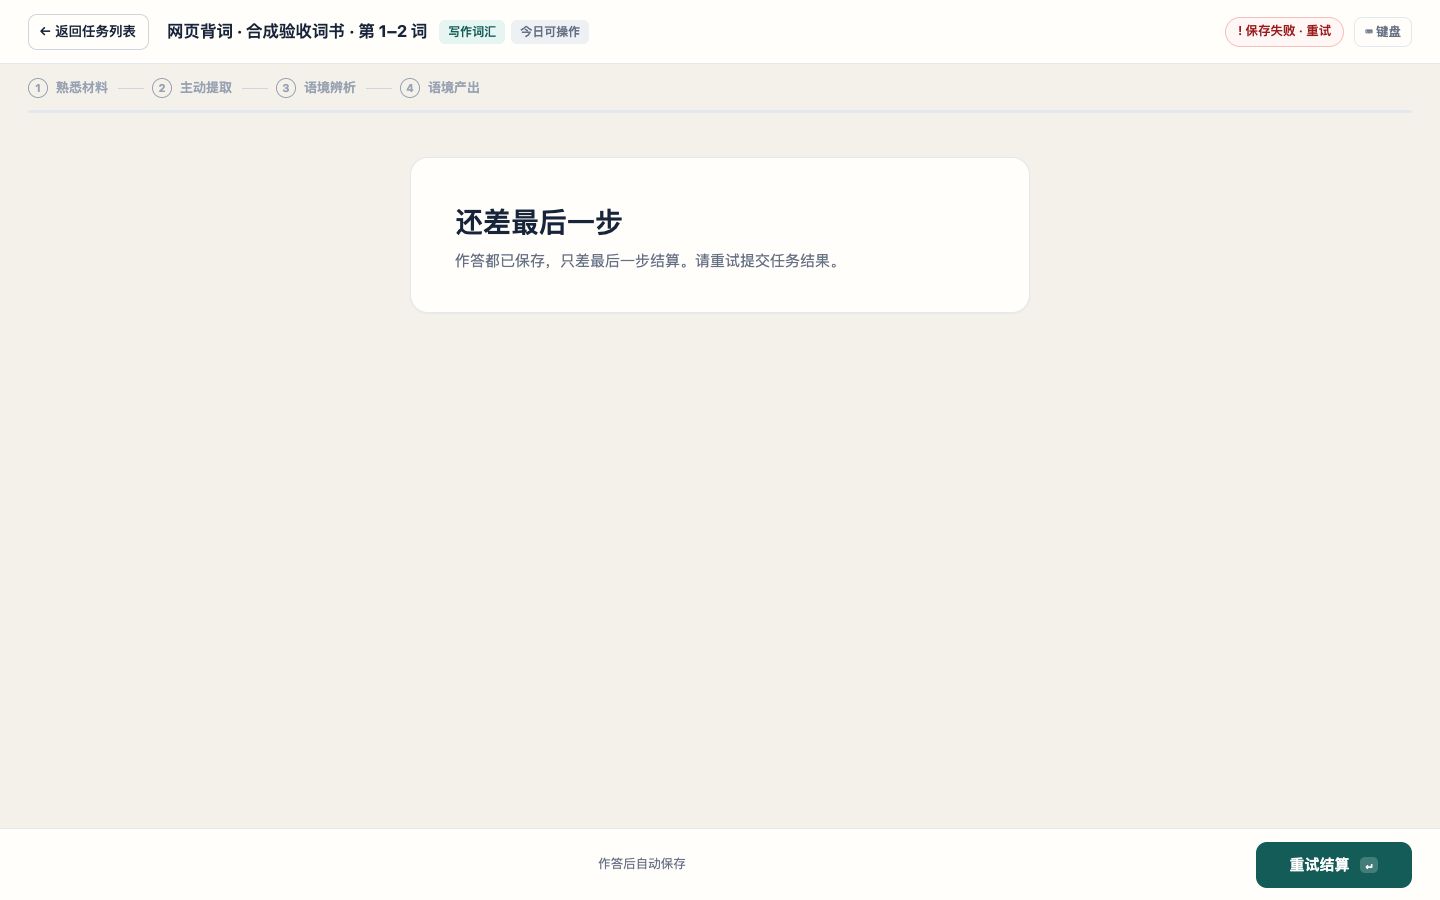 ← 返回任务列表 网页背词 · 合成验收词书 · 第 1–2 词 写作词汇 今日可操作 ! 保存失败 · 重试 ⌨ 键盘
1 熟悉材料 2 主动提取 3 语境辨析 4 语境产出
还差最后一步
作答都已保存，只差最后一步结算。请重试提交任务结果。
作答后自动保存 重试结算 ↵